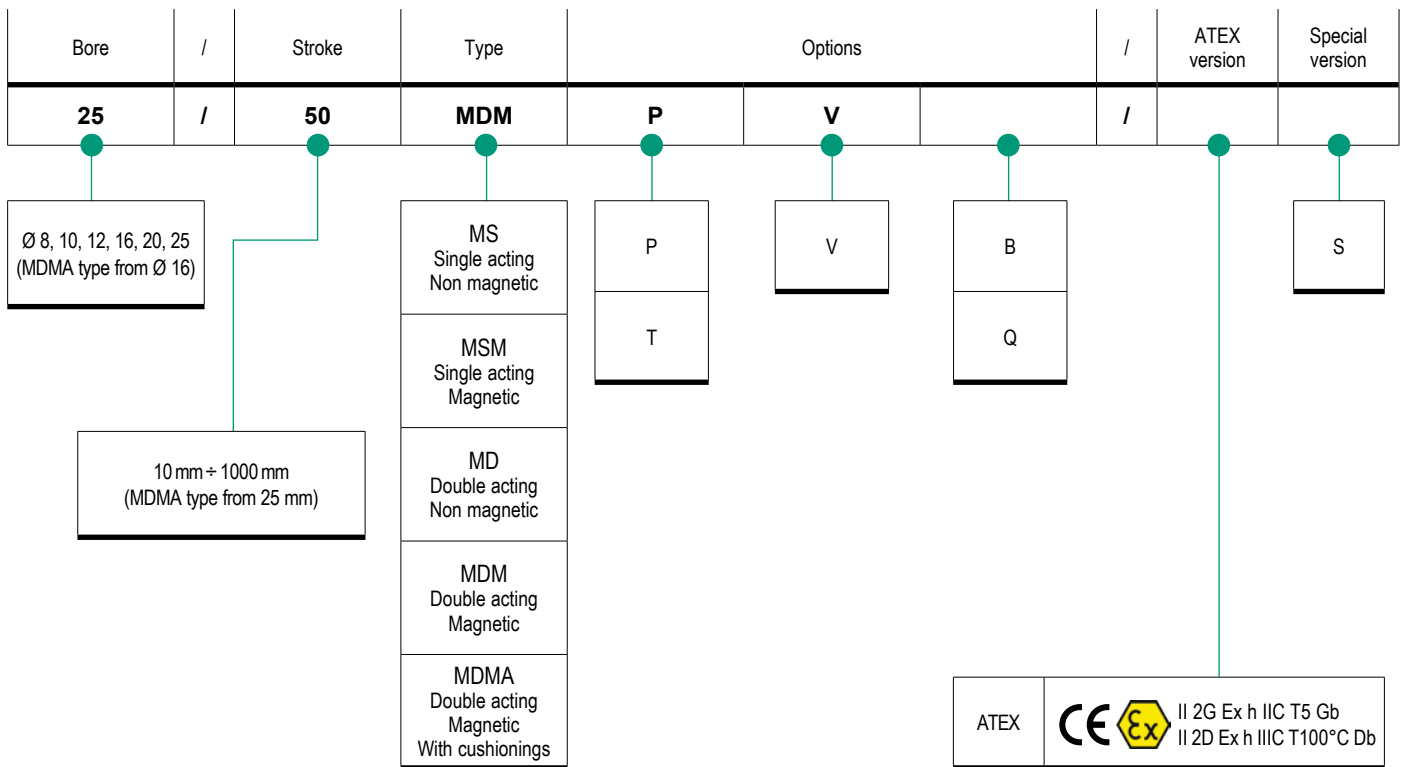 Bore / Stroke Type Options / ATEX version Special version
25 / 50 MDM P V /
Ø 8, 10, 12, 16, 20, 25
(MDMA type from Ø 16)
10 mm ÷ 1000 mm
(MDMA type from 25 mm)
MS
Single acting
Non magnetic
MSM
Single acting
Magnetic
MD
Double acting
Non magnetic
MDM
Double acting
Magnetic
MDMA
Double acting
Magnetic
With cushionings
P
T
V
B
Q
S
ATEX
CE Ex
II 2G Ex h IIC T5 Gb
II 2D Ex h IIIC T100°C Db